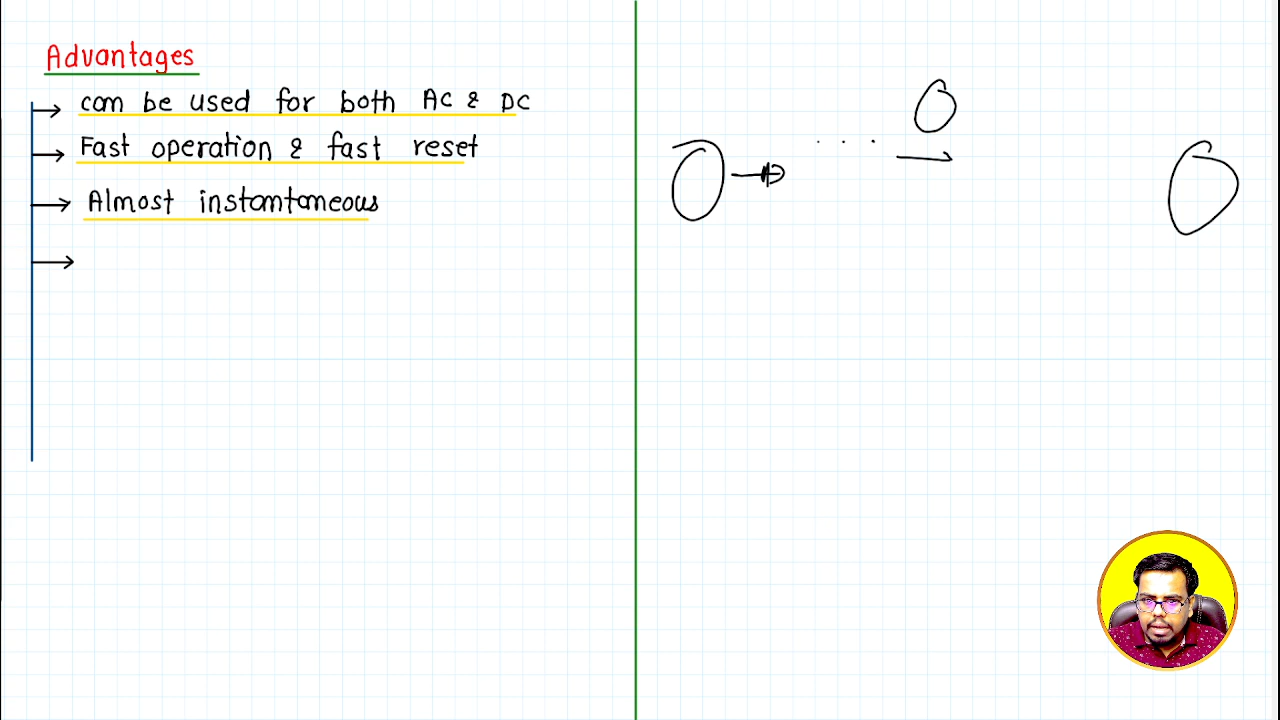 Advantages
can be used for both AC & DC
Fast operation & fast reset
Almost instantaneous